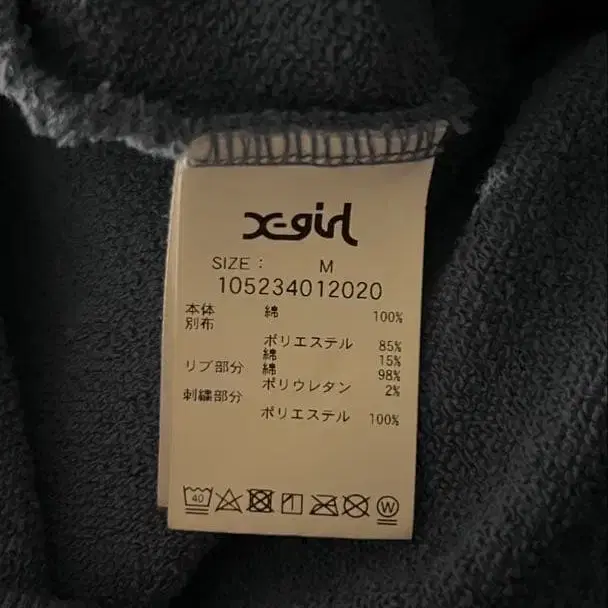 X-girl
SIZE : M
105234012020
本体 綿 100%
別布
ポリエステル 85%
綿 15%
リブ部分 綿 98%
ポリウレタン 2%
刺繍部分
ポリエステル 100%
40 W